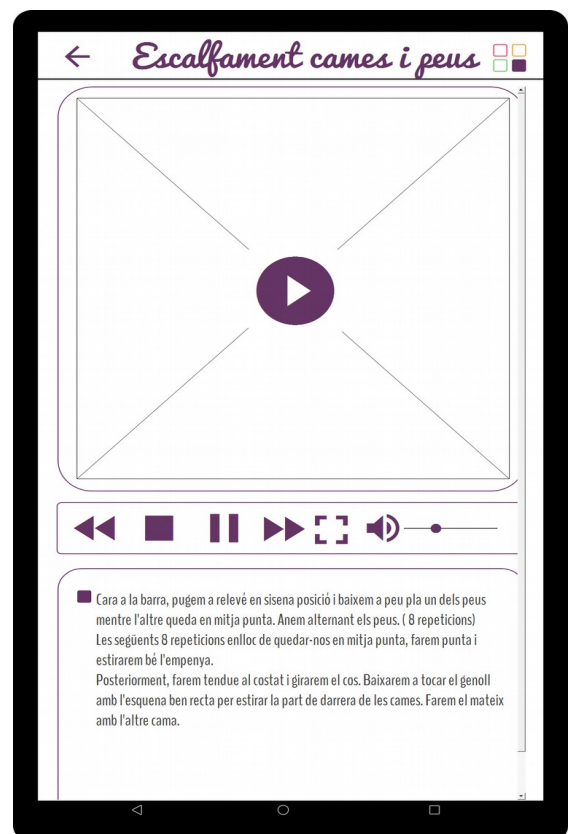 Escalfament cames i peus
Cara a la barra, pugem a relevé en sisena posició i baixem a peu pla un dels peus
mentre l'altre queda en mitja punta. Anem alternant els peus. ( 8 repeticions)
Les següents 8 repeticions enlloc de quedar-nos en mitja punta, farem punta i
estirarem bé l'empenya.
Posteriorment, farem tendue al costat i girarem el cos. Baixarem a tocar el genoll
amb l'esquena ben recta per estirar la part de darrera de les cames. Farem el mateix
amb l'altre cama.